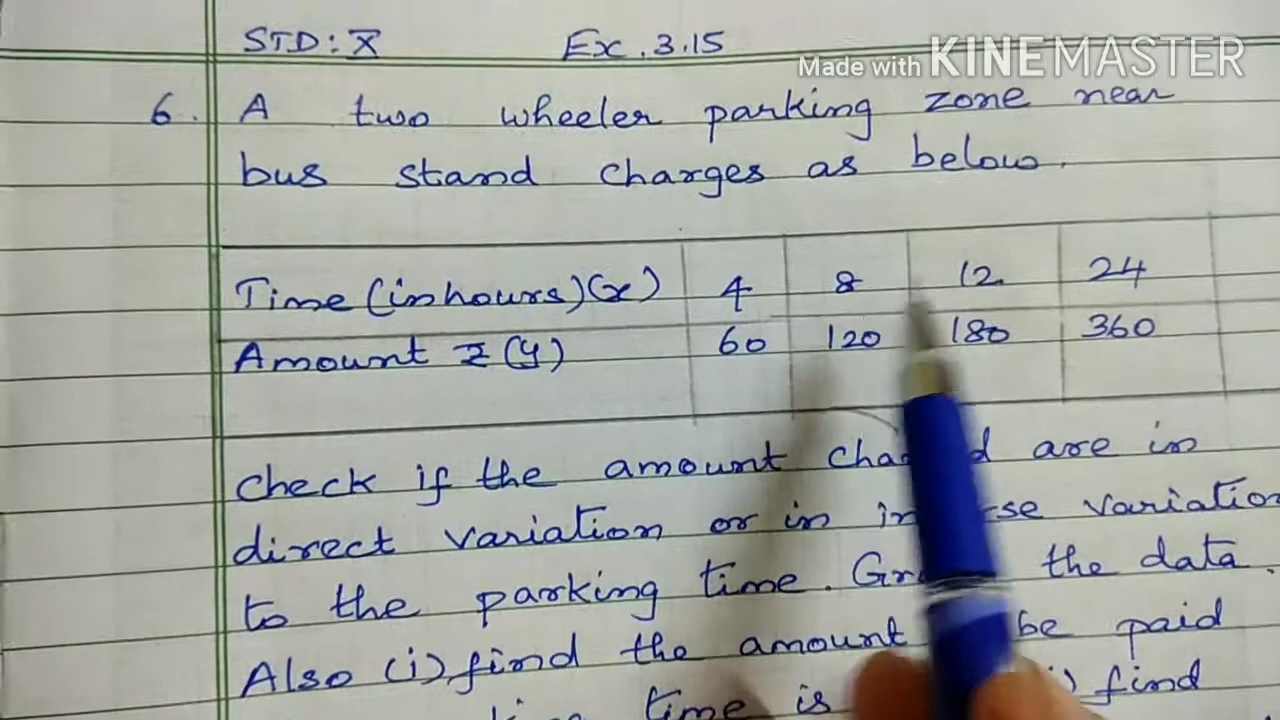 STD: X Ex. 3.15
Made with KINEMASTER
6. A two wheeler parking zone near
bus stand charges as below.
Time (in hours) (x) 4 8 12 24
Amount ₹ (y) 60 120 180 360
check if the amount are in
direct variation or in variation
to the parking time. the data.
Also (i) find the amount be paid
time is find